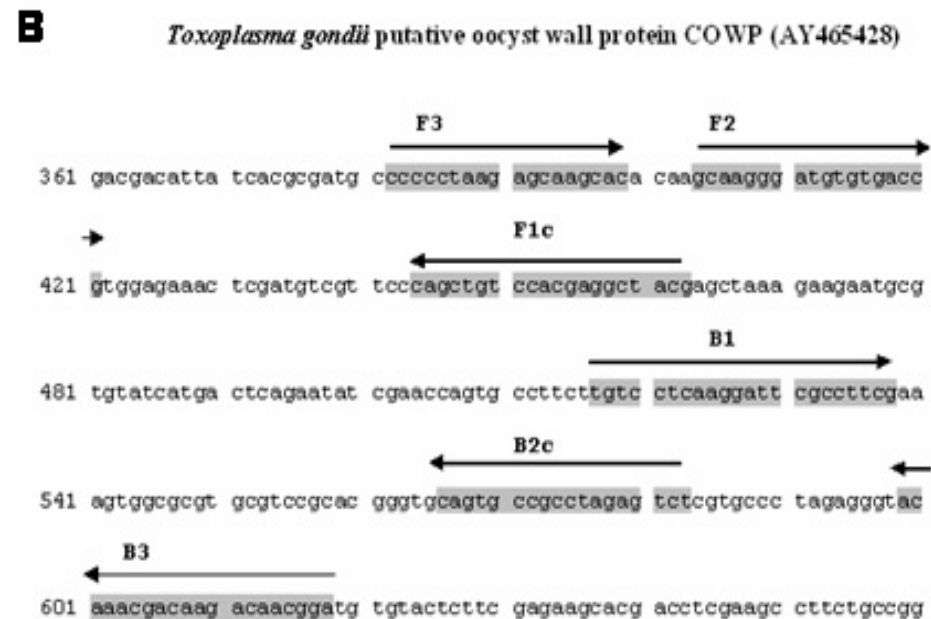 B
Toxoplasma gondii putative oocyst wall protein COWP (AY465428)
F3 F2
361 gacgacatta tcacgcgatg cccccctaag agcaagcaca caagcaaggg atgtgtgacc
F1c
421 gtggagaaac tcgatgtcgt tcccagctgt ccacgaggct acgagctaaa gaagaatgcg
B1
481 tgtatcatga ctcagaatat cgaaccagtg ccttcttgtc ctcaaggatt cgccttcgaa
B2c
541 agtggcgcgt gcgtccgcac gggtgcagtg ccgcctagag tctcgtgccc tagagggtac
B3
601 aaacgacaag acaacggatg tgtactcttc gagaagcacg acctcgaagc cttctgccgg